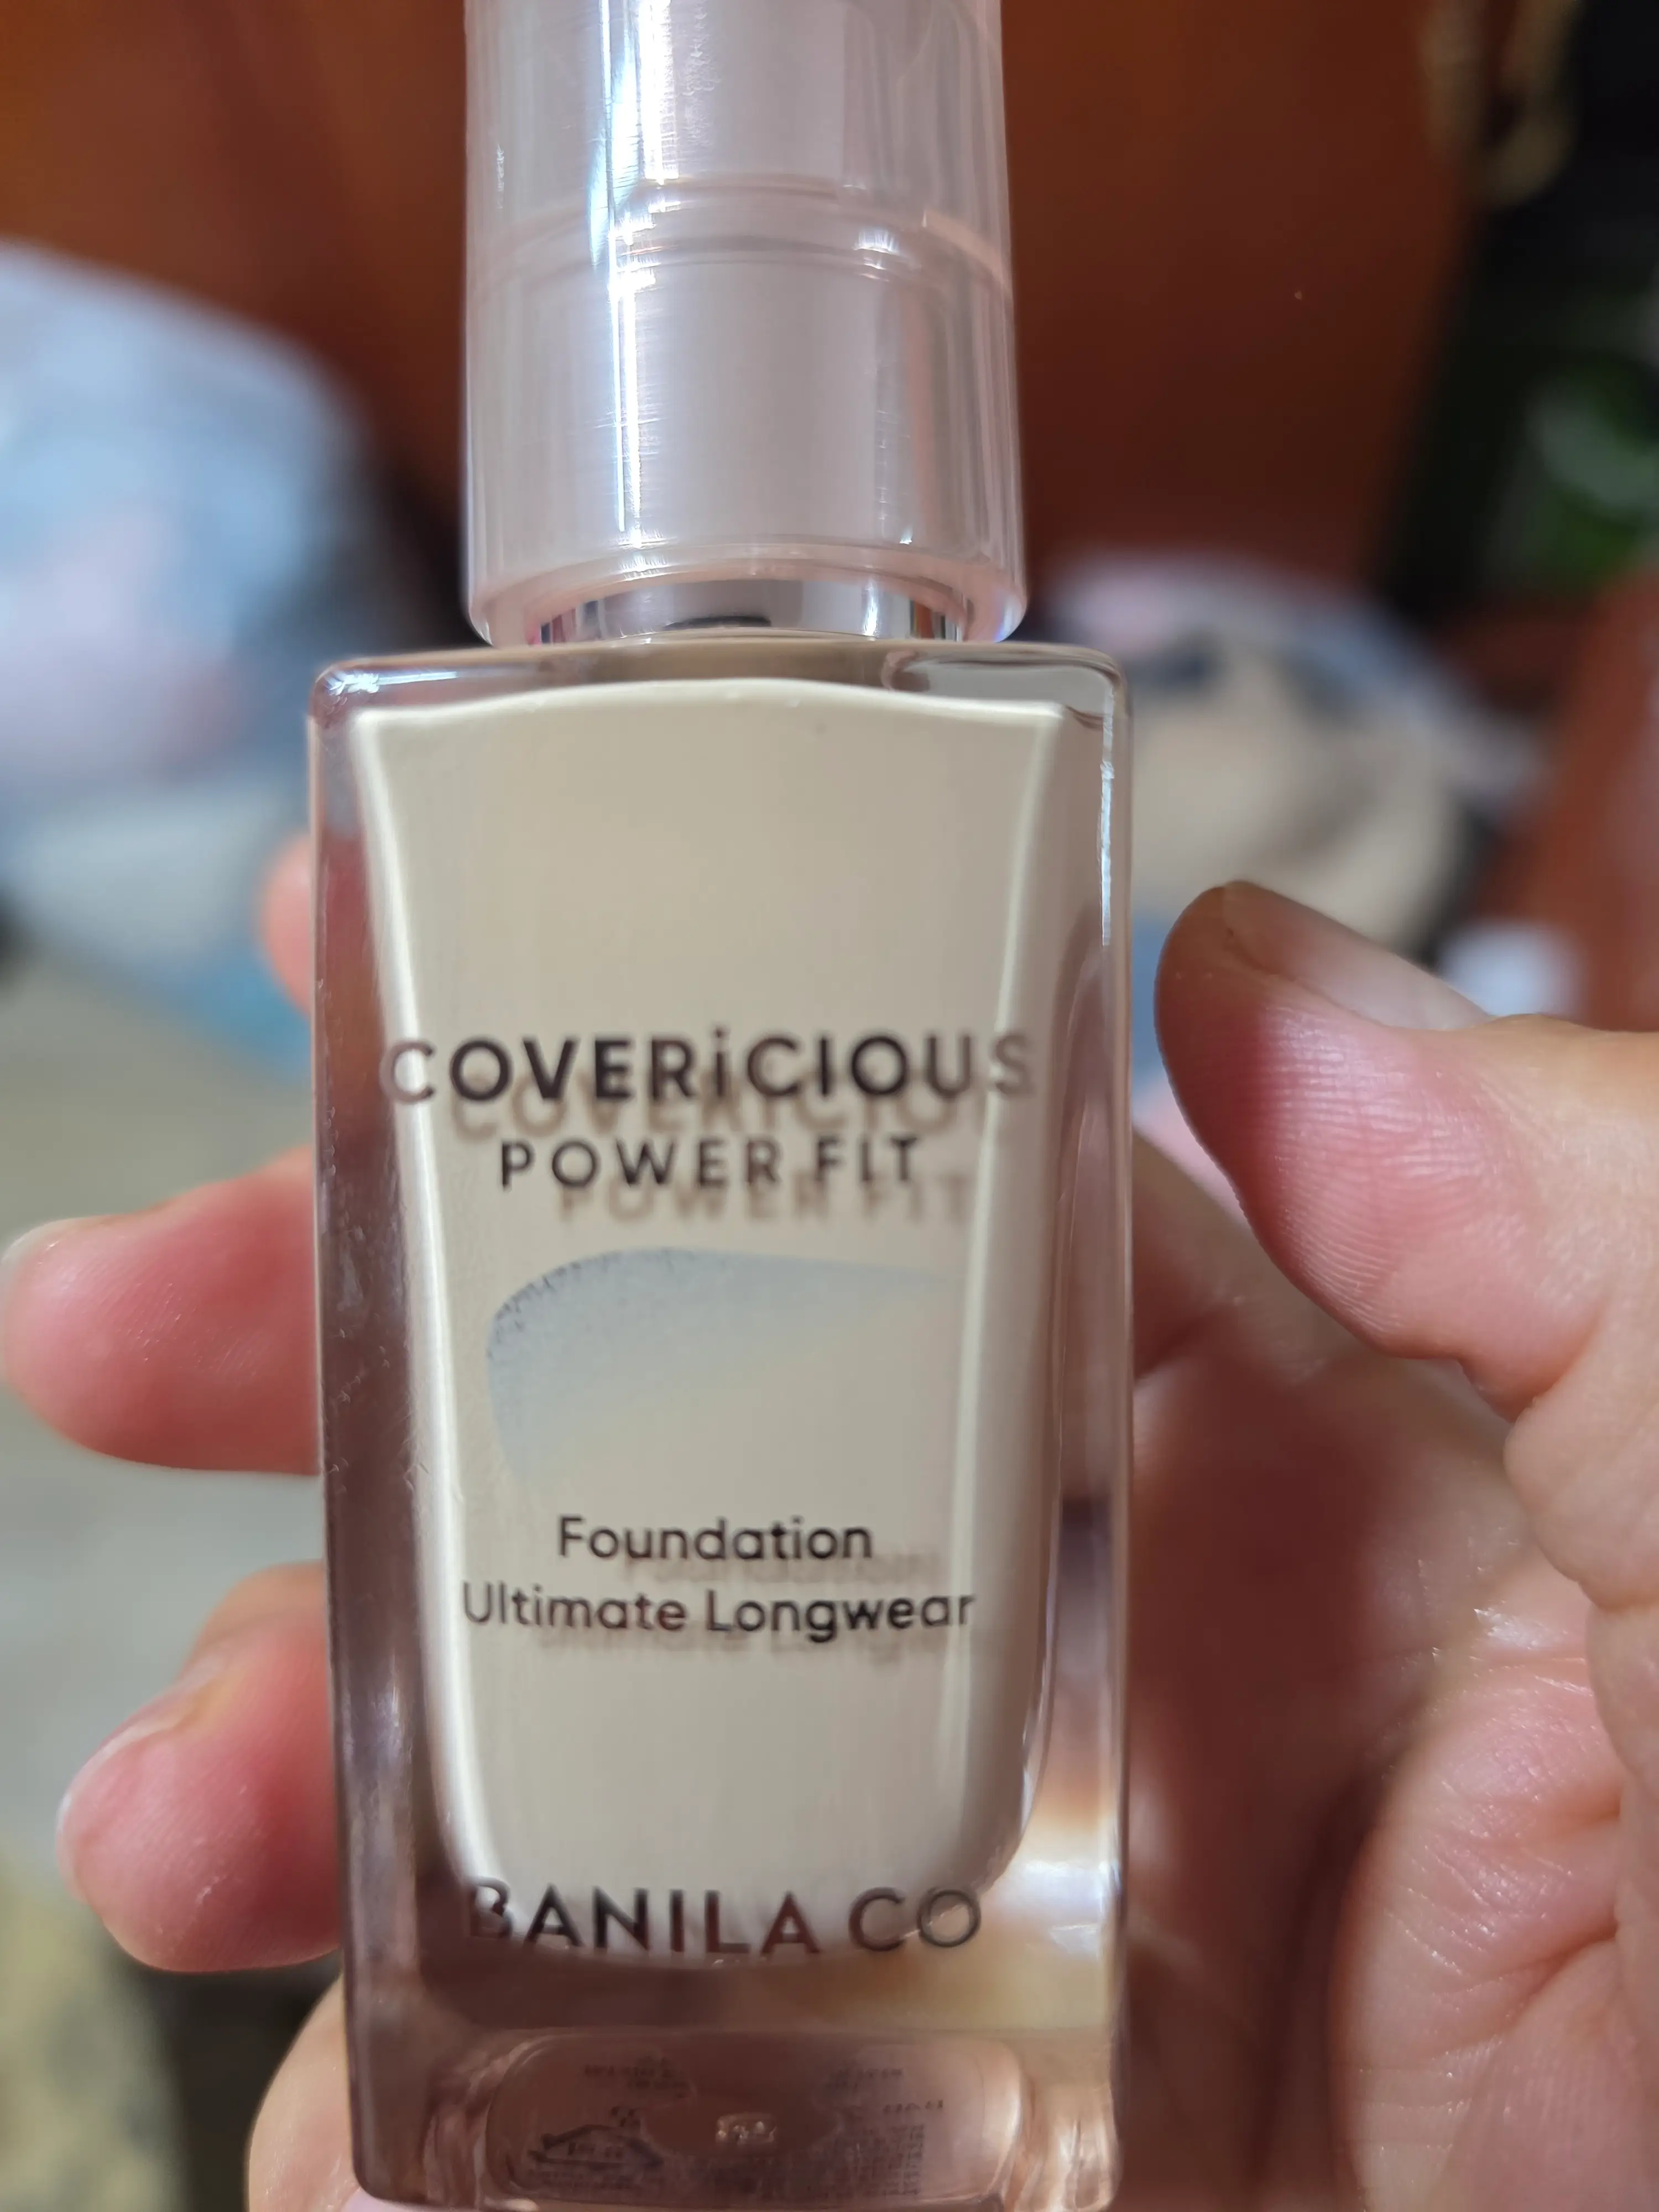 COVERiCIOUS
POWER FIT
Foundation
Ultimate Longwear
BANILA CO